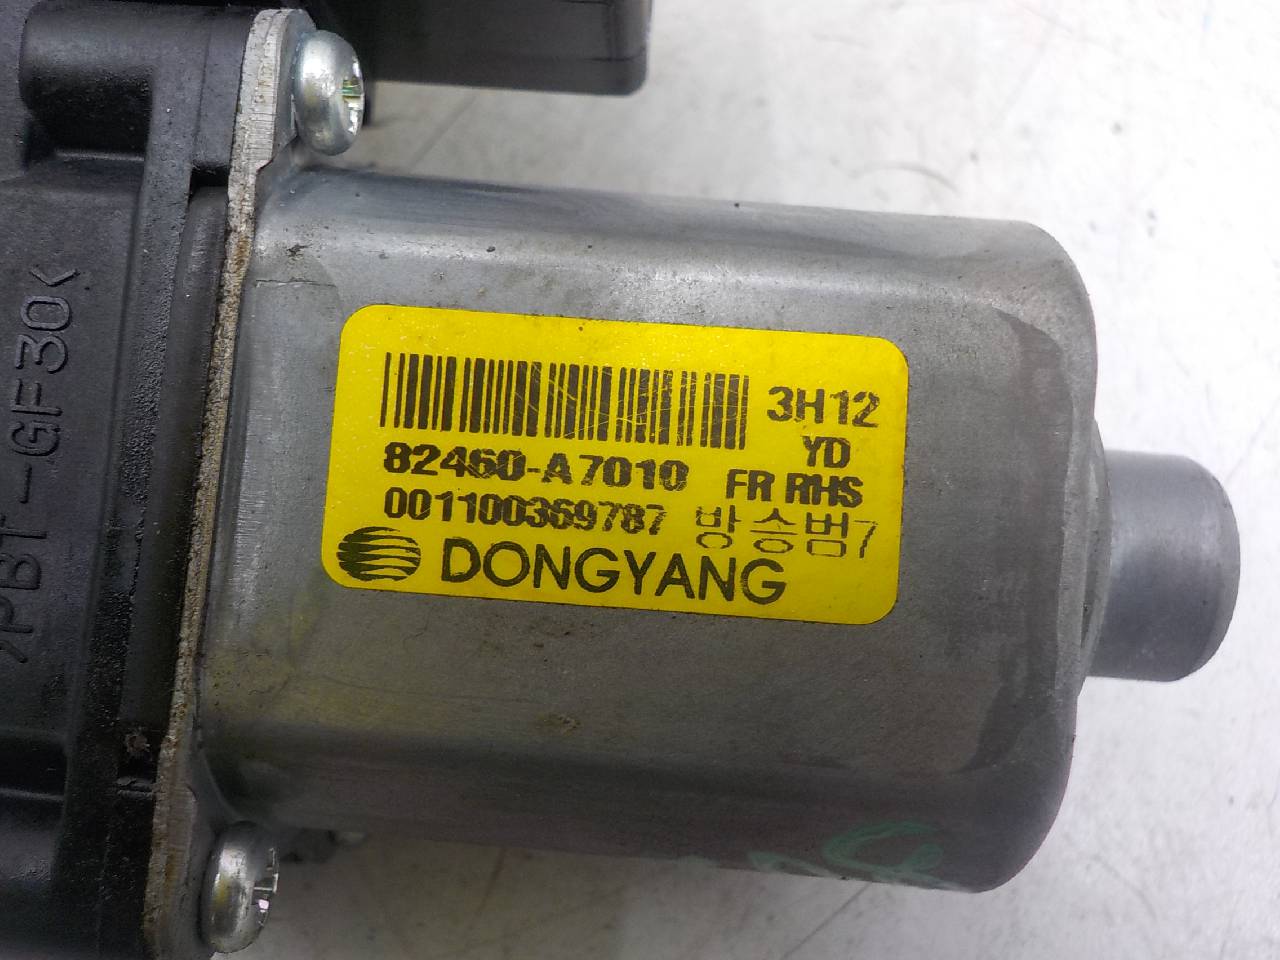 3H12
YD
82460-A7010 FR RHS
001100369787 방승범7
DONGYANG
>PBT-GF30<